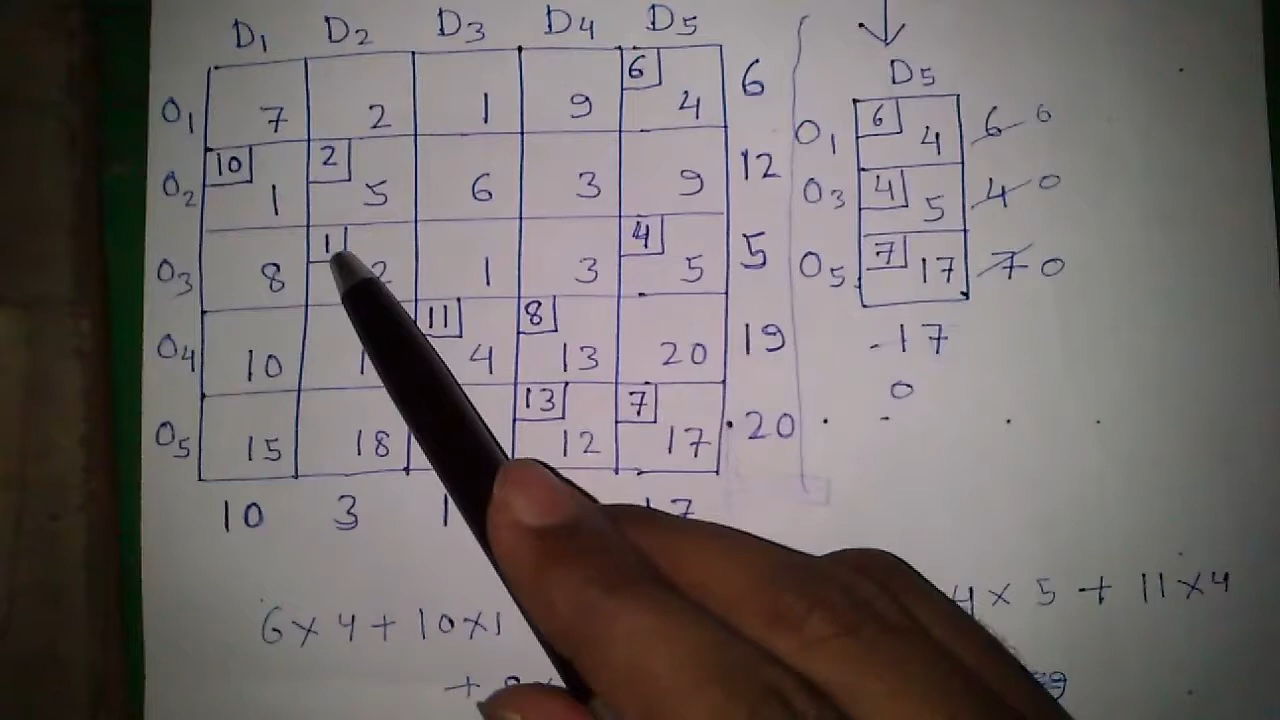 D1 D2 D3 D4 D5
6
O1 7 2 1 9 4 6
10 2
O2 1 5 6 3 9 12
1 4
O3 8 2 1 3 5 5
11 8
O4 10 4 13 20 19
13 7
O5 15 18 12 17 20
10 3
D5
O1 6 4 6 0
O3 4 5 4 0
O5 7 17 7 0
17
0
6 x 4 + 10 x 1
4 x 5 + 11 x 4
+